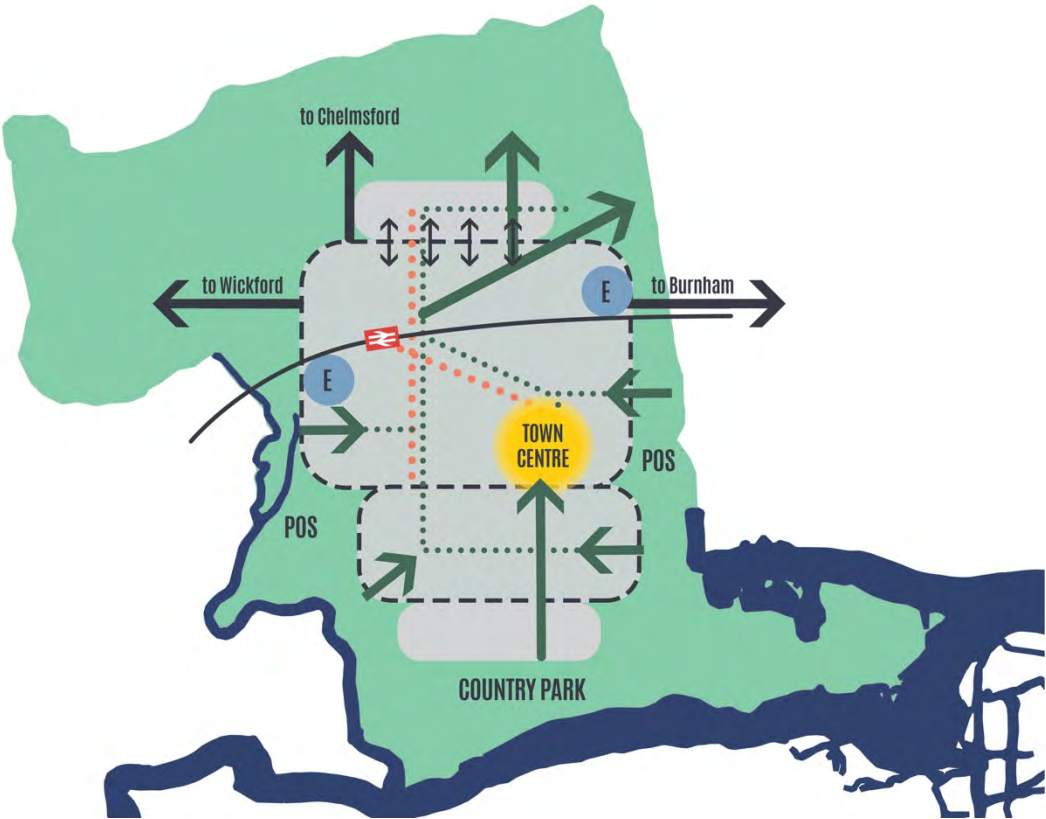 to Chelmsford
to Wickford
E
to Burnham
E
TOWN
CENTRE
POS
POS
COUNTRY PARK